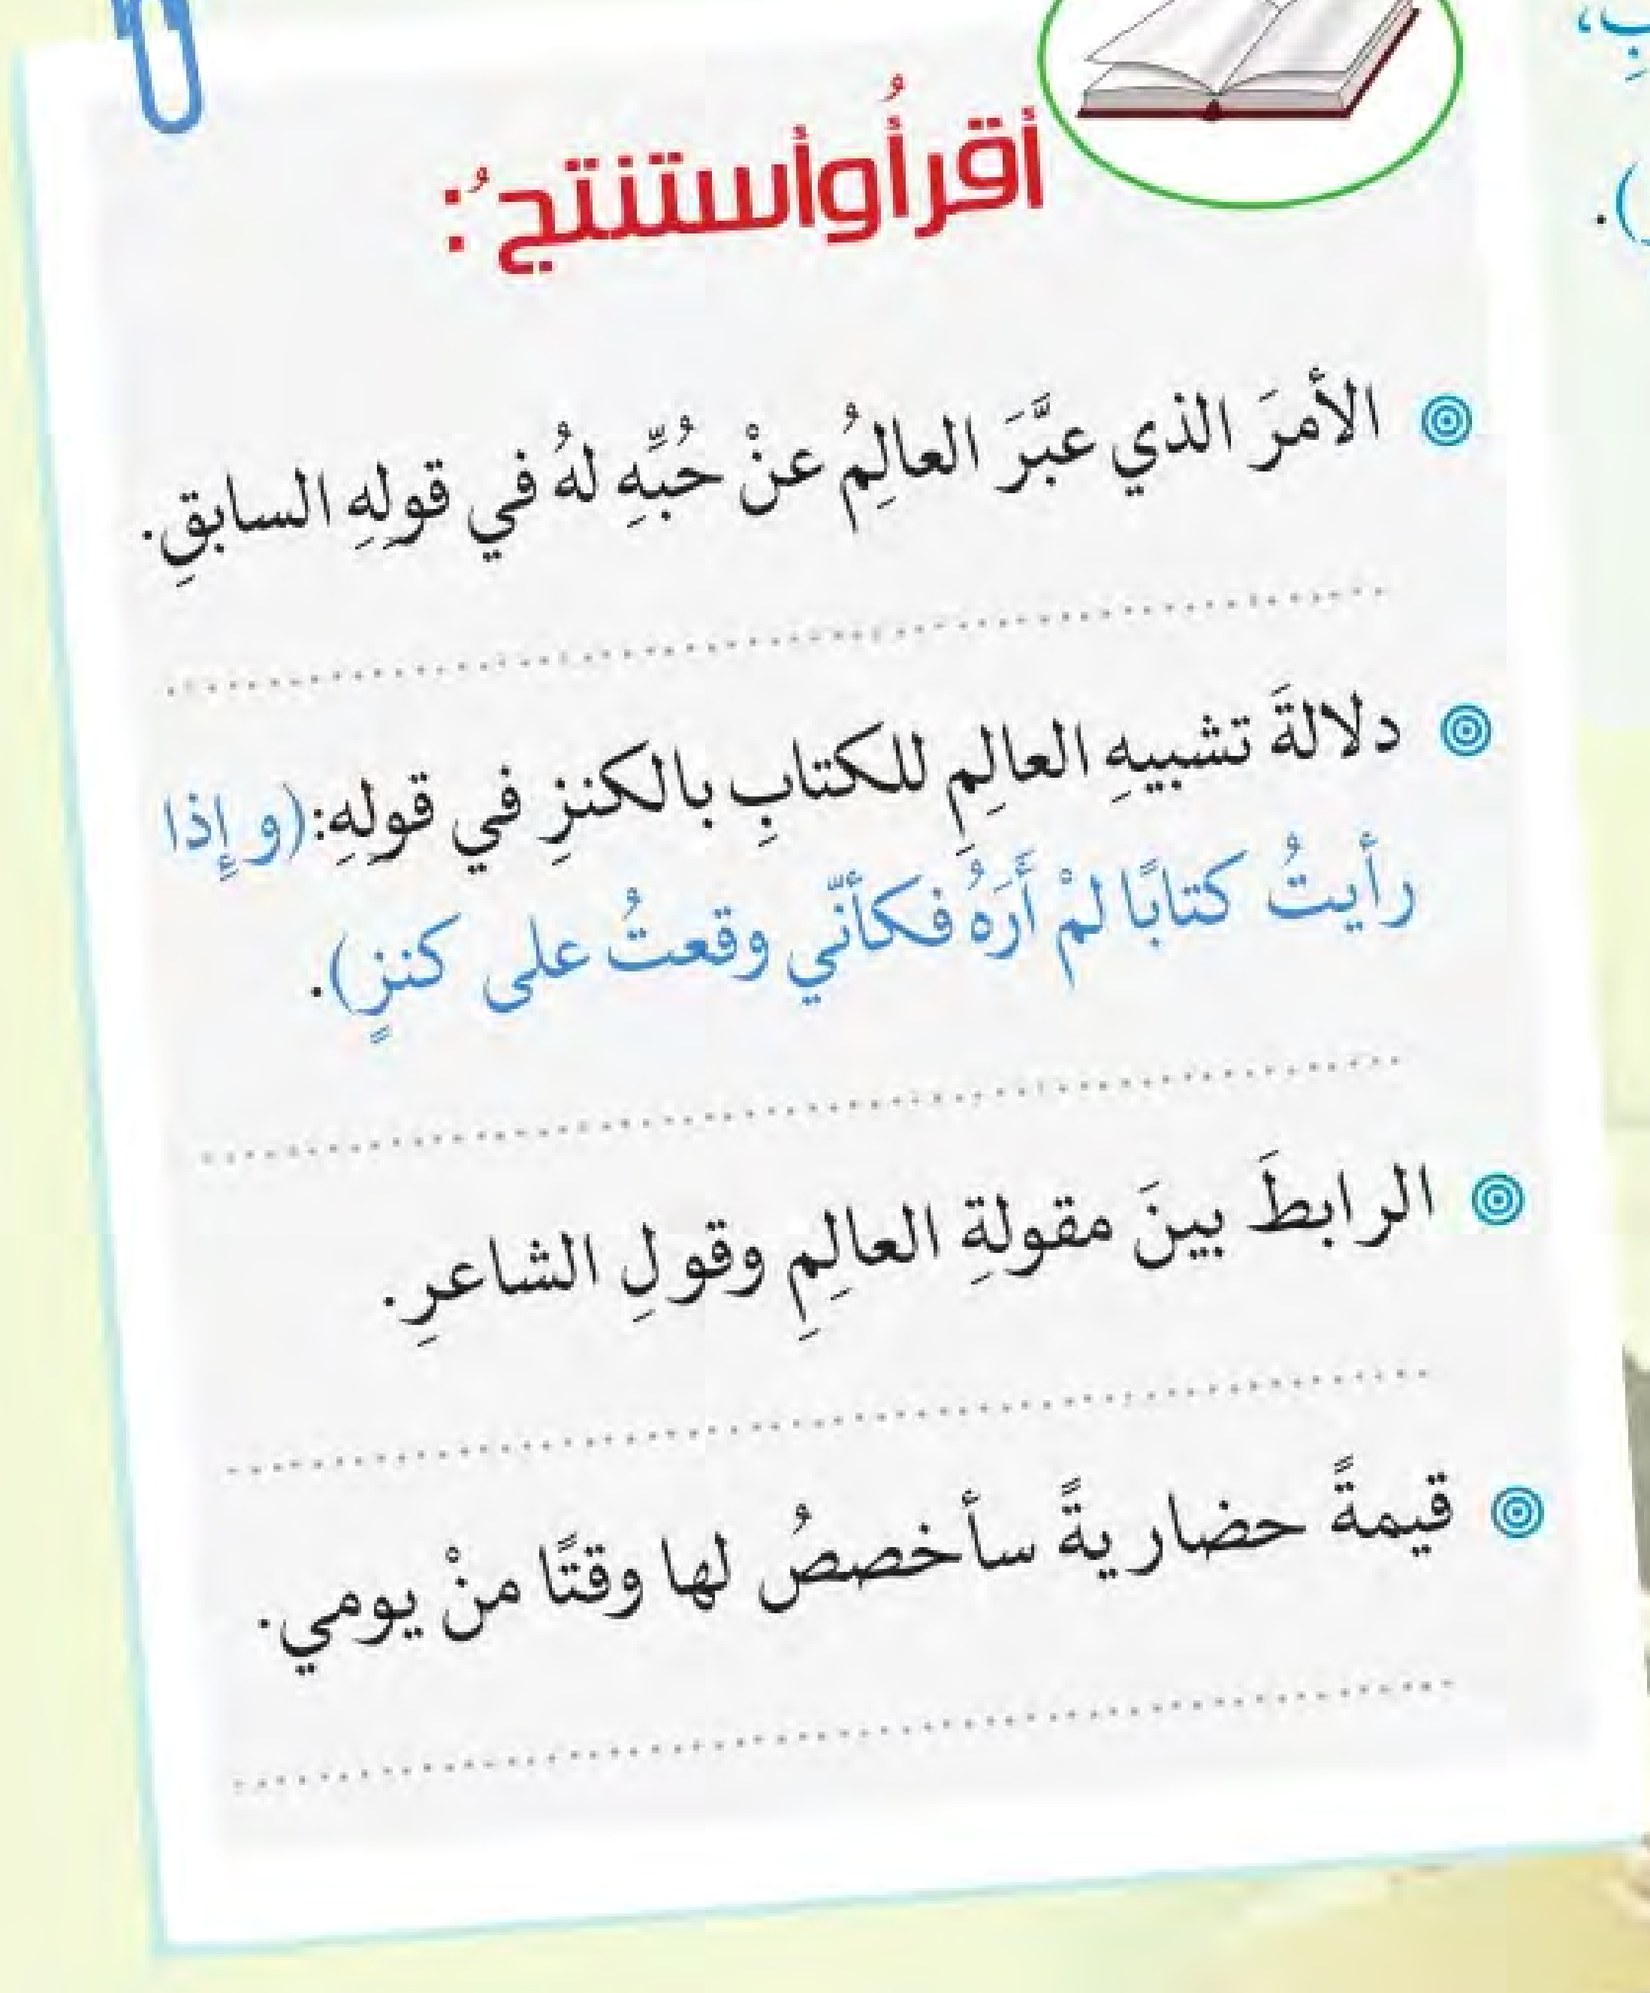 أقرأُ وأستنتجُ:
الأمرَ الذي عبَّرَ العالِمُ عنْ حُبِّهِ لهُ في قولِهِ السابقِ.
دلالةَ تشبيهِ العالِمِ للكتابِ بالكنزِ في قولِهِ: (وإِذا
رأيتُ كتابًا لمْ أَرَهُ فكأنّي وقعتُ على كنزٍ).
الرابطَ بينَ مقولةِ العالِمِ وقولِ الشاعرِ.
قيمةً حضاريةً سأخصصُ لها وقتًا منْ يومي.